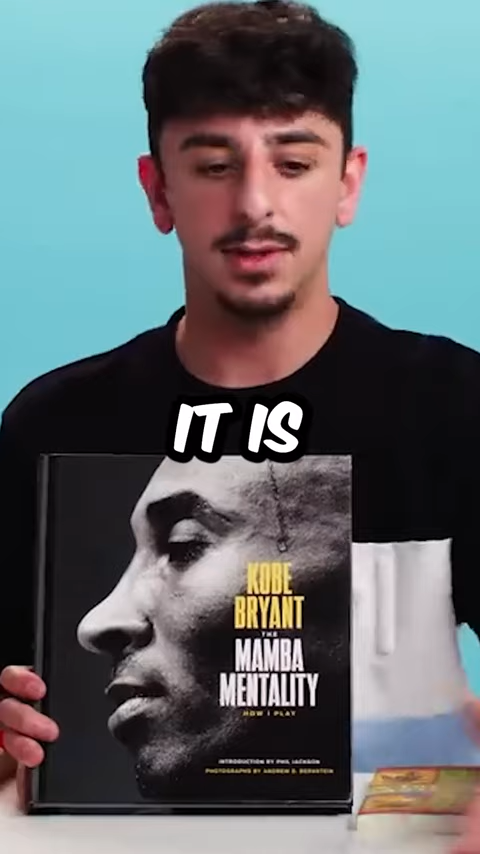 IT IS
KOBE
BRYANT
THE
MAMBA
MENTALITY
HOW I PLAY
INTRODUCTION BY PHIL JACKSON
PHOTOGRAPHS BY ANDREW D. BERNSTEIN